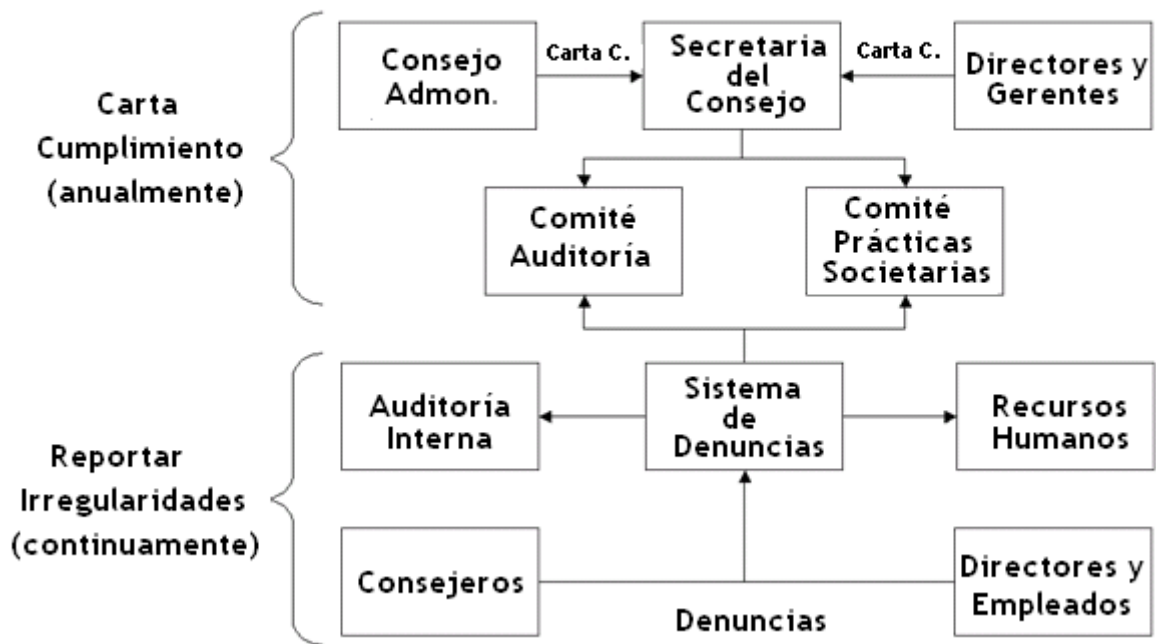 Carta
Cumplimiento
(anualmente)
Consejo
Admon.
Carta C.
Secretaria
del
Consejo
Carta C.
Directores y
Gerentes
Comité
Auditoría
Comité
Prácticas
Societarias
Reportar
Irregularidades
(continuamente)
Auditoría
Interna
Sistema
de
Denuncias
Recursos
Humanos
Consejeros
Denuncias
Directores y
Empleados